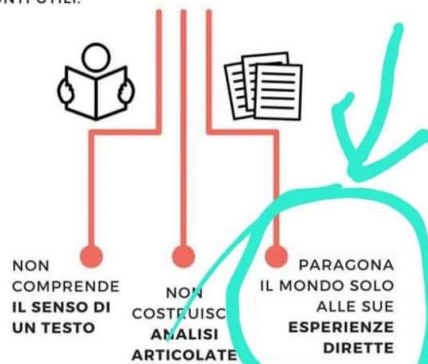 NON
COMPRENDE
IL SENSO DI
UN TESTO
NON
COSTRUISC
ANALISI
ARTICOLATE
PARAGONA
IL MONDO SOLO
ALLE SUE
ESPERIENZE
DIRETTE